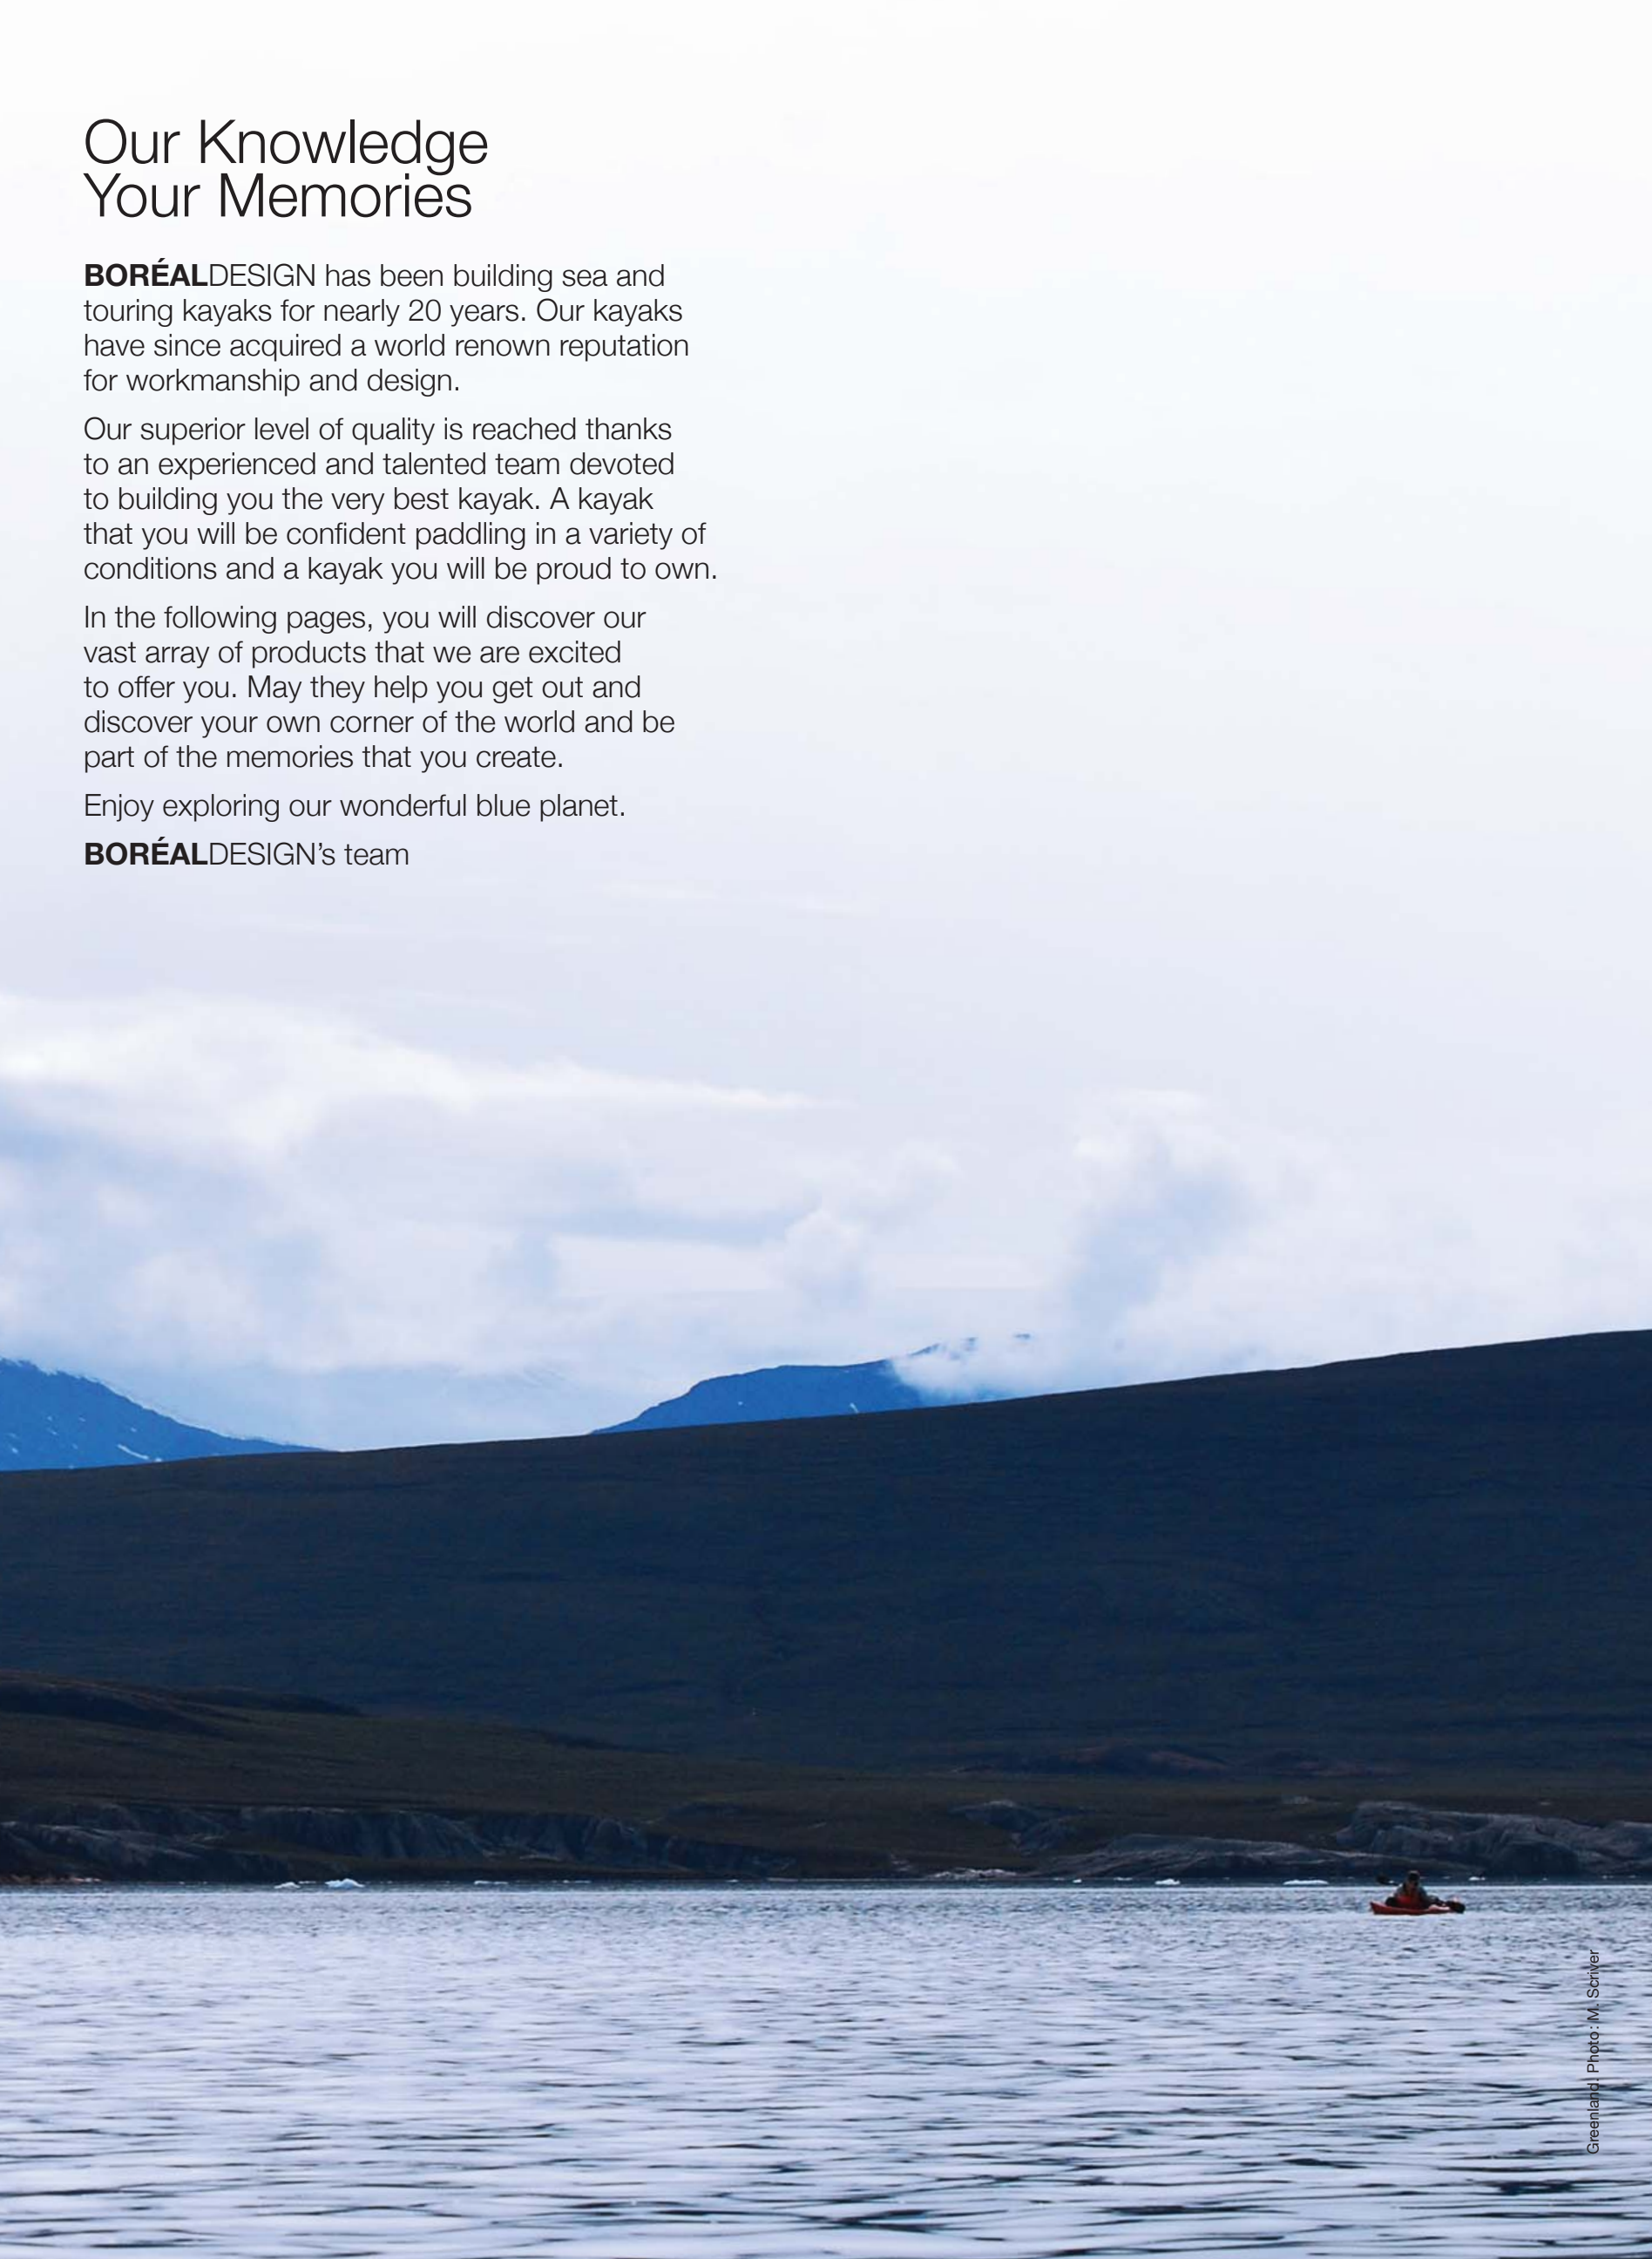 Our Knowledge
Your Memories
BORÉALDESIGN has been building sea and
touring kayaks for nearly 20 years. Our kayaks
have since acquired a world renown reputation
for workmanship and design.
Our superior level of quality is reached thanks
to an experienced and talented team devoted
to building you the very best kayak. A kayak
that you will be confident paddling in a variety of
conditions and a kayak you will be proud to own.
In the following pages, you will discover our
vast array of products that we are excited
to offer you. May they help you get out and
discover your own corner of the world and be
part of the memories that you create.
Enjoy exploring our wonderful blue planet.
BORÉALDESIGN’s team
Greenland. Photo: M. Scriver